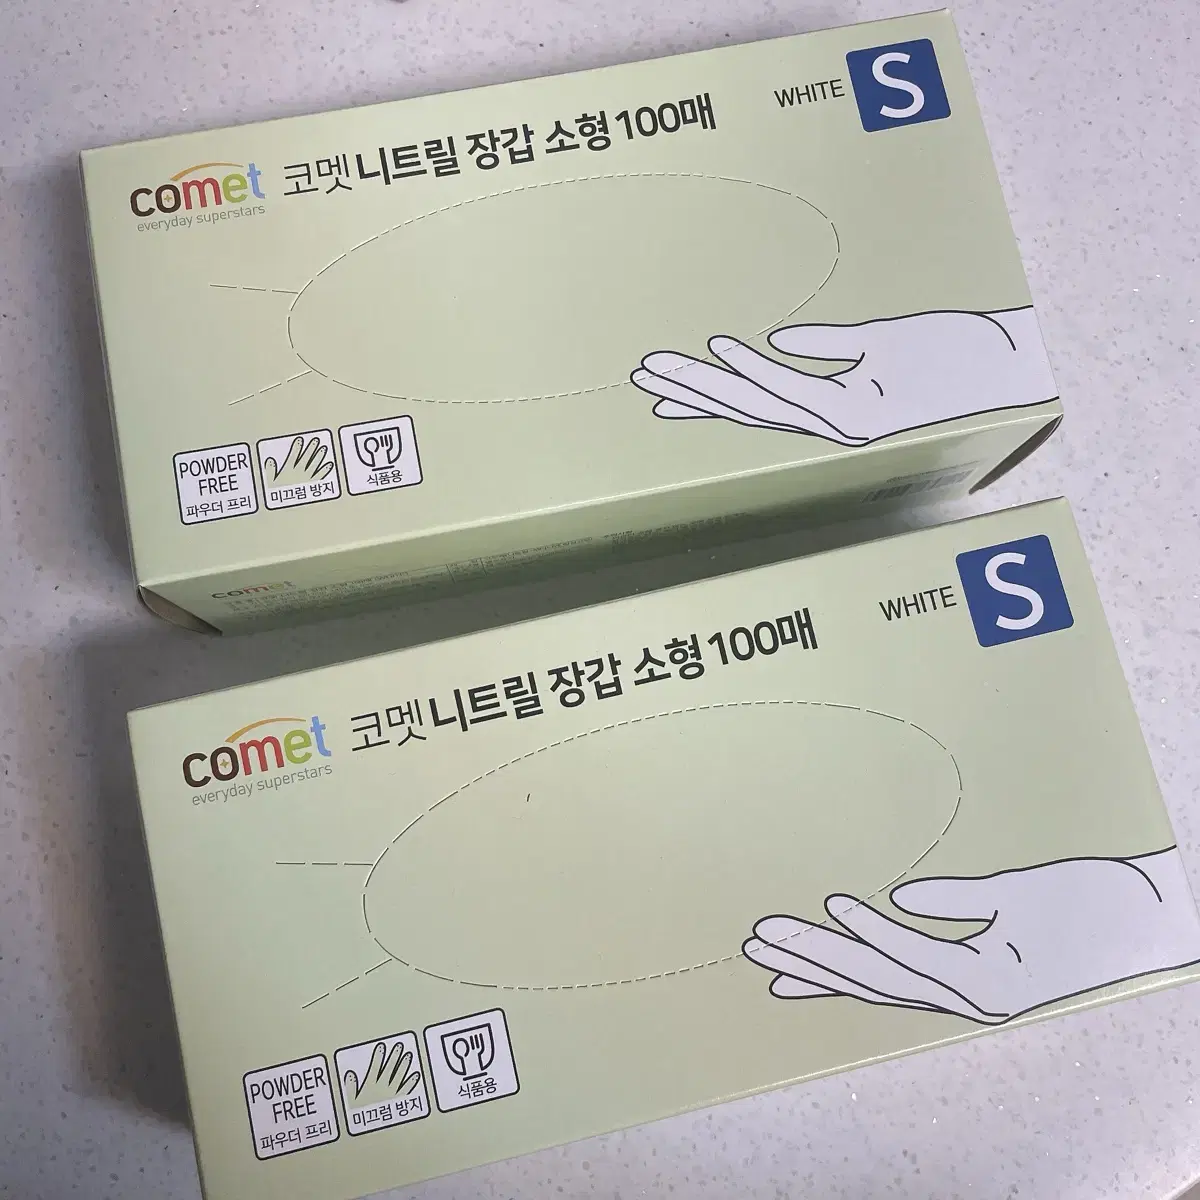 comet 코멧 니트릴 장갑 소형 100매 WHITE S
everyday superstars
POWDER
FREE
파우더 프리
미끄럼 방지
식품용
comet
comet 코멧 니트릴 장갑 소형 100매 WHITE S
everyday superstars
POWDER
FREE
파우더 프리
미끄럼 방지
식품용